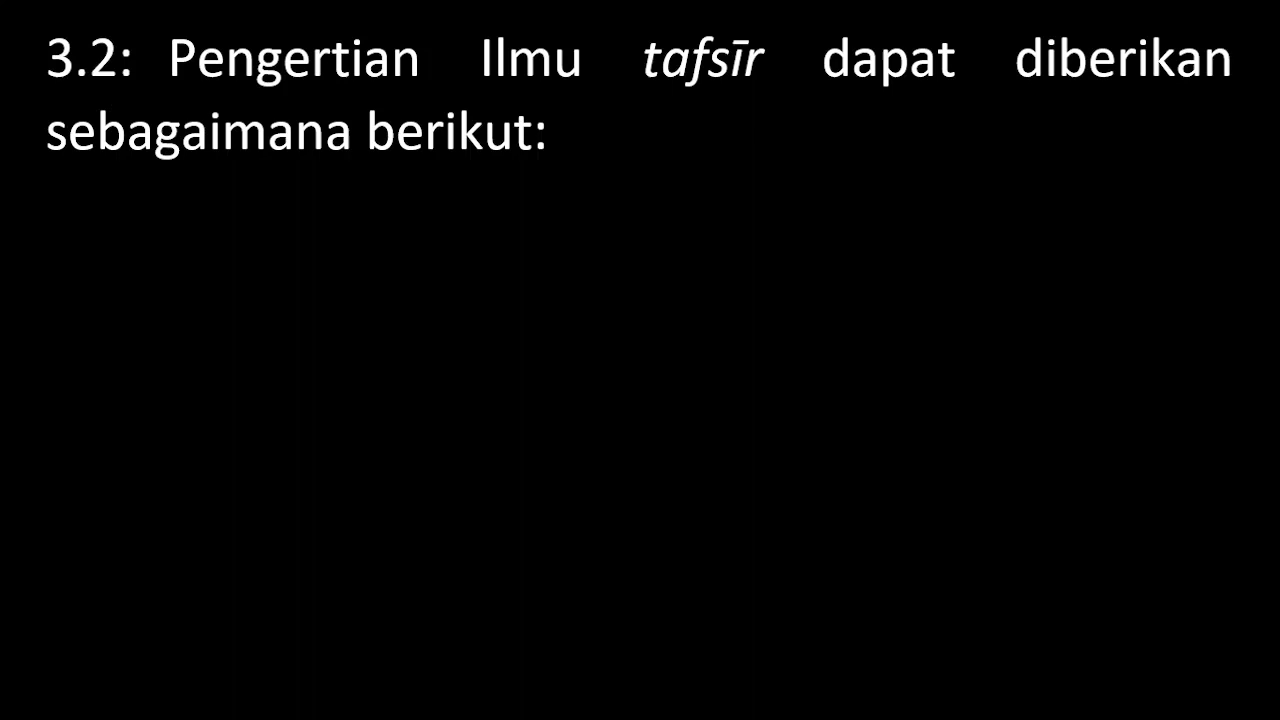 3.2: Pengertian Ilmu tafsīr dapat diberikan
sebagaimana berikut: